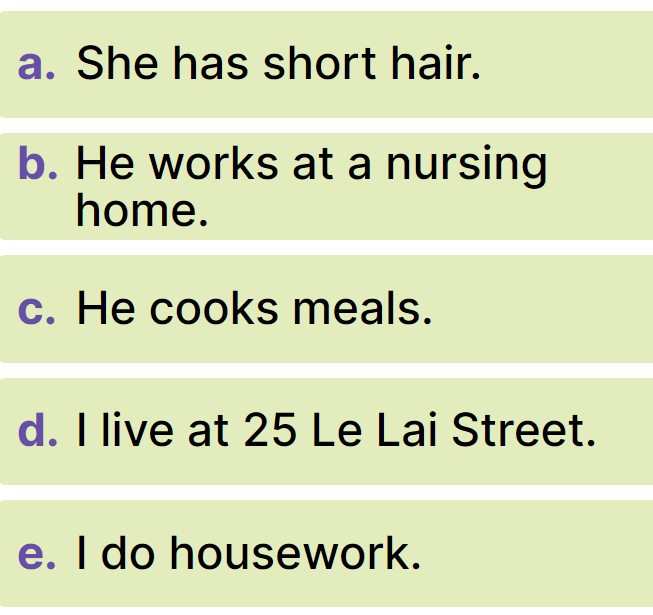 a. She has short hair.
b. He works at a nursing
home.
c. He cooks meals.
d. I live at 25 Le Lai Street.
e. I do housework.